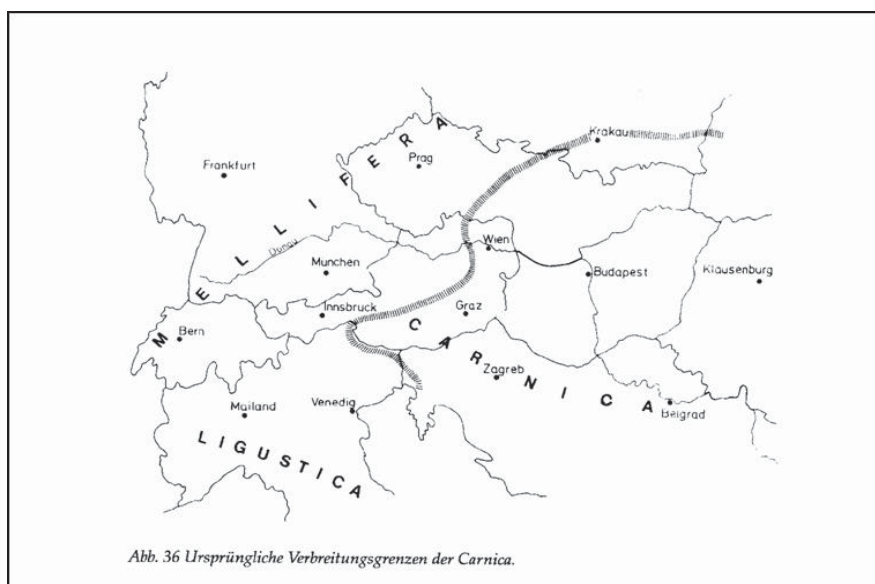 MELLIFERA
Krakau
Frankfurt
Prag
Donau
Wien
Munchen
Budapest
Klausenburg
Innsbruck
Graz
Bern
CARNICA
Zagreb
Mailand
Venedig
Belgrad
LIGUSTICA
Abb. 36 Ursprüngliche Verbreitungsgrenzen der Carnica.